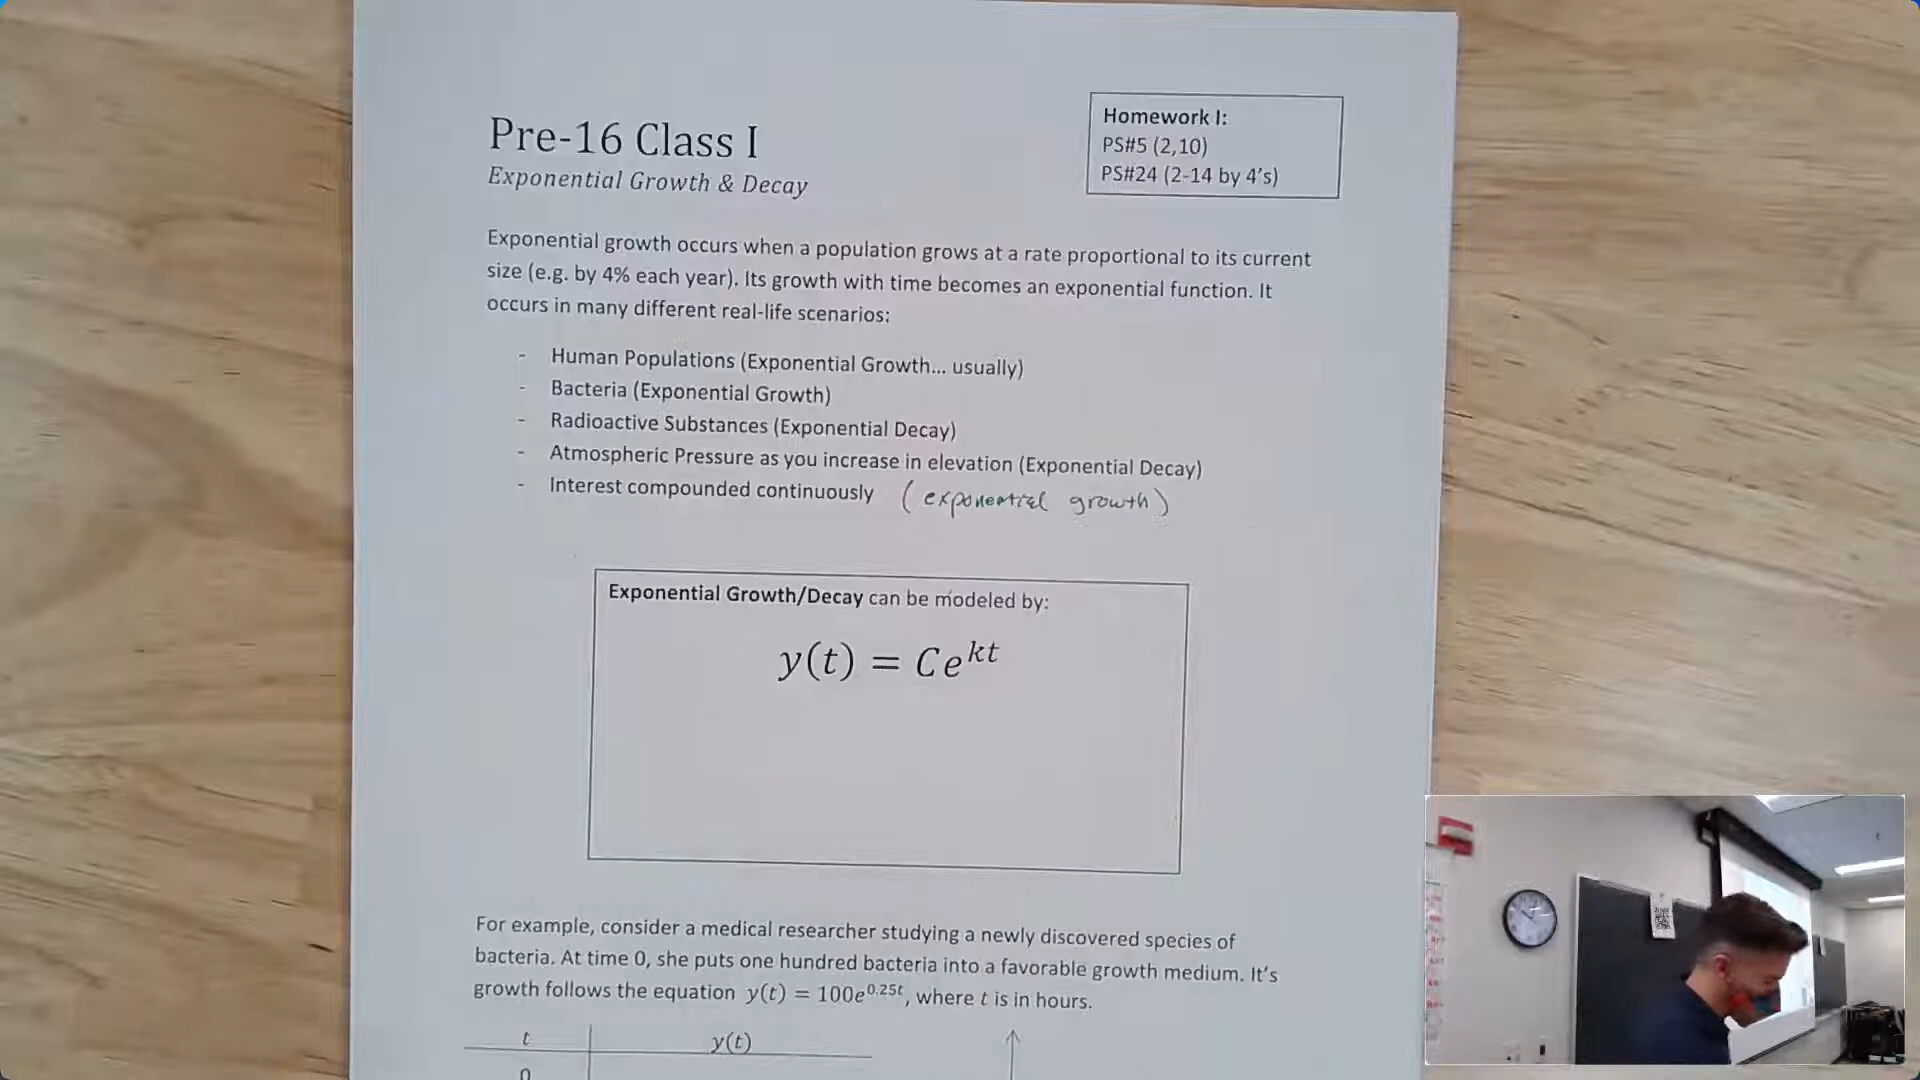 Pre-16 Class I
Exponential Growth & Decay
Homework I:
PS#5 (2,10)
PS#24 (2-14 by 4's)
Exponential growth occurs when a population grows at a rate proportional to its current
size (e.g. by 4% each year). Its growth with time becomes an exponential function. It
occurs in many different real-life scenarios:
- Human Populations (Exponential Growth... usually)
- Bacteria (Exponential Growth)
- Radioactive Substances (Exponential Decay)
- Atmospheric Pressure as you increase in elevation (Exponential Decay)
- Interest compounded continuously (exponential growth)
Exponential Growth/Decay can be modeled by:
y(t) = Ce^{kt}
For example, consider a medical researcher studying a newly discovered species of
bacteria. At time 0, she puts one hundred bacteria into a favorable growth medium. It's
growth follows the equation y(t) = 100e^{0.25t}, where t is in hours.
t y(t)
0